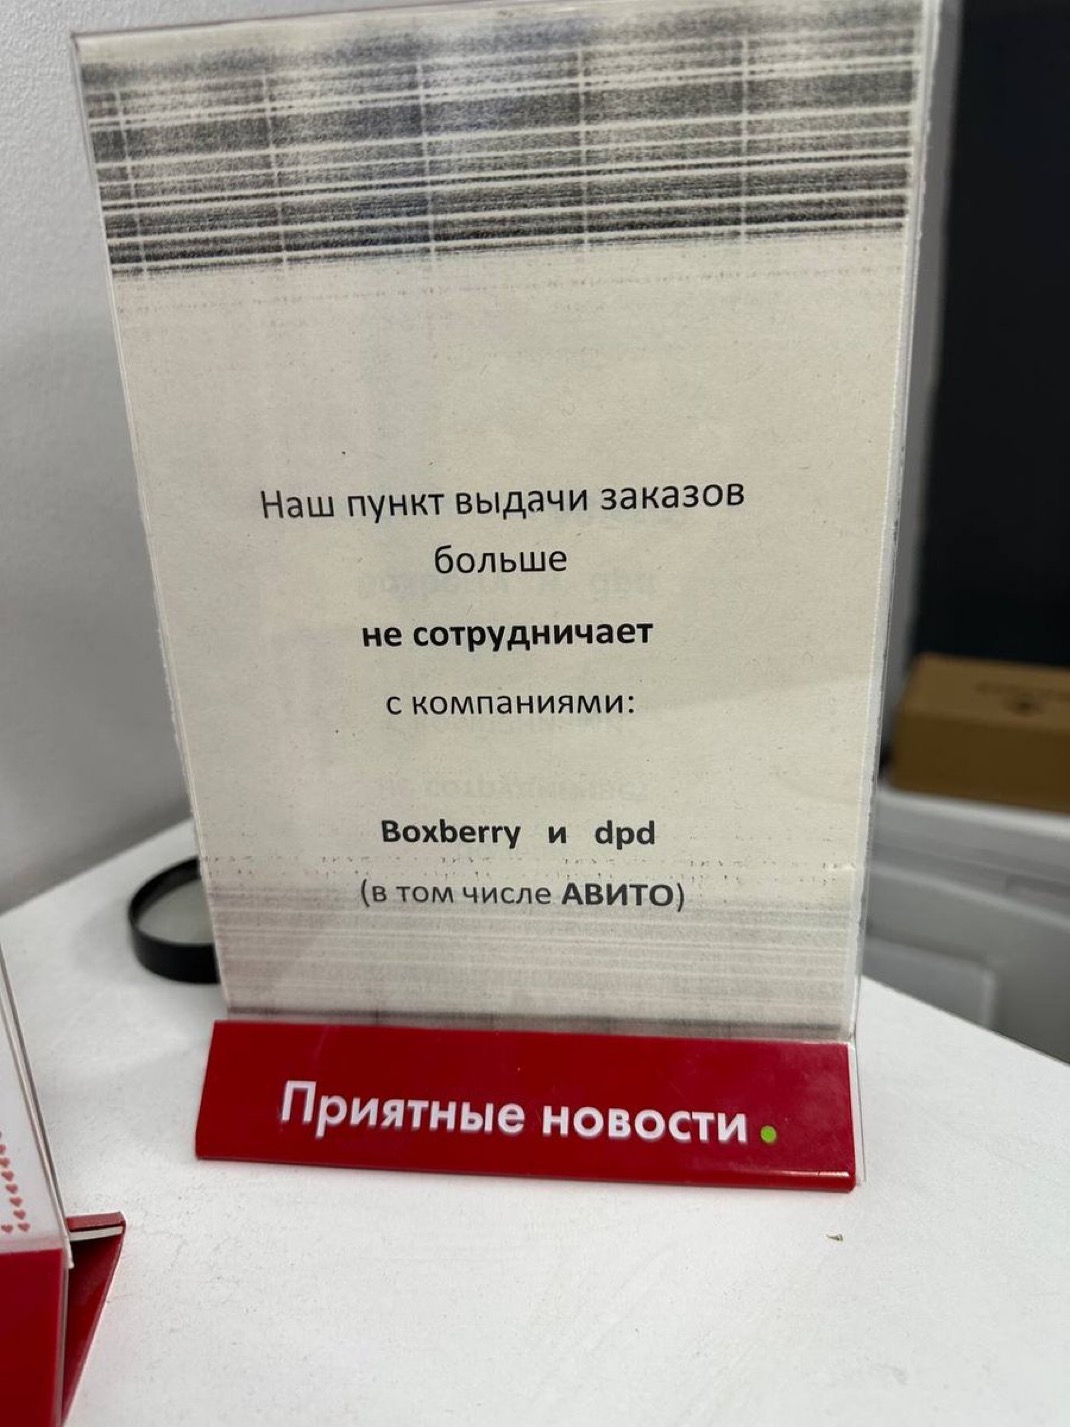 Наш пункт выдачи заказов
больше
не сотрудничает
с компаниями:
Boxberry и dpd
(в том числе АВИТО)
Приятные новости.